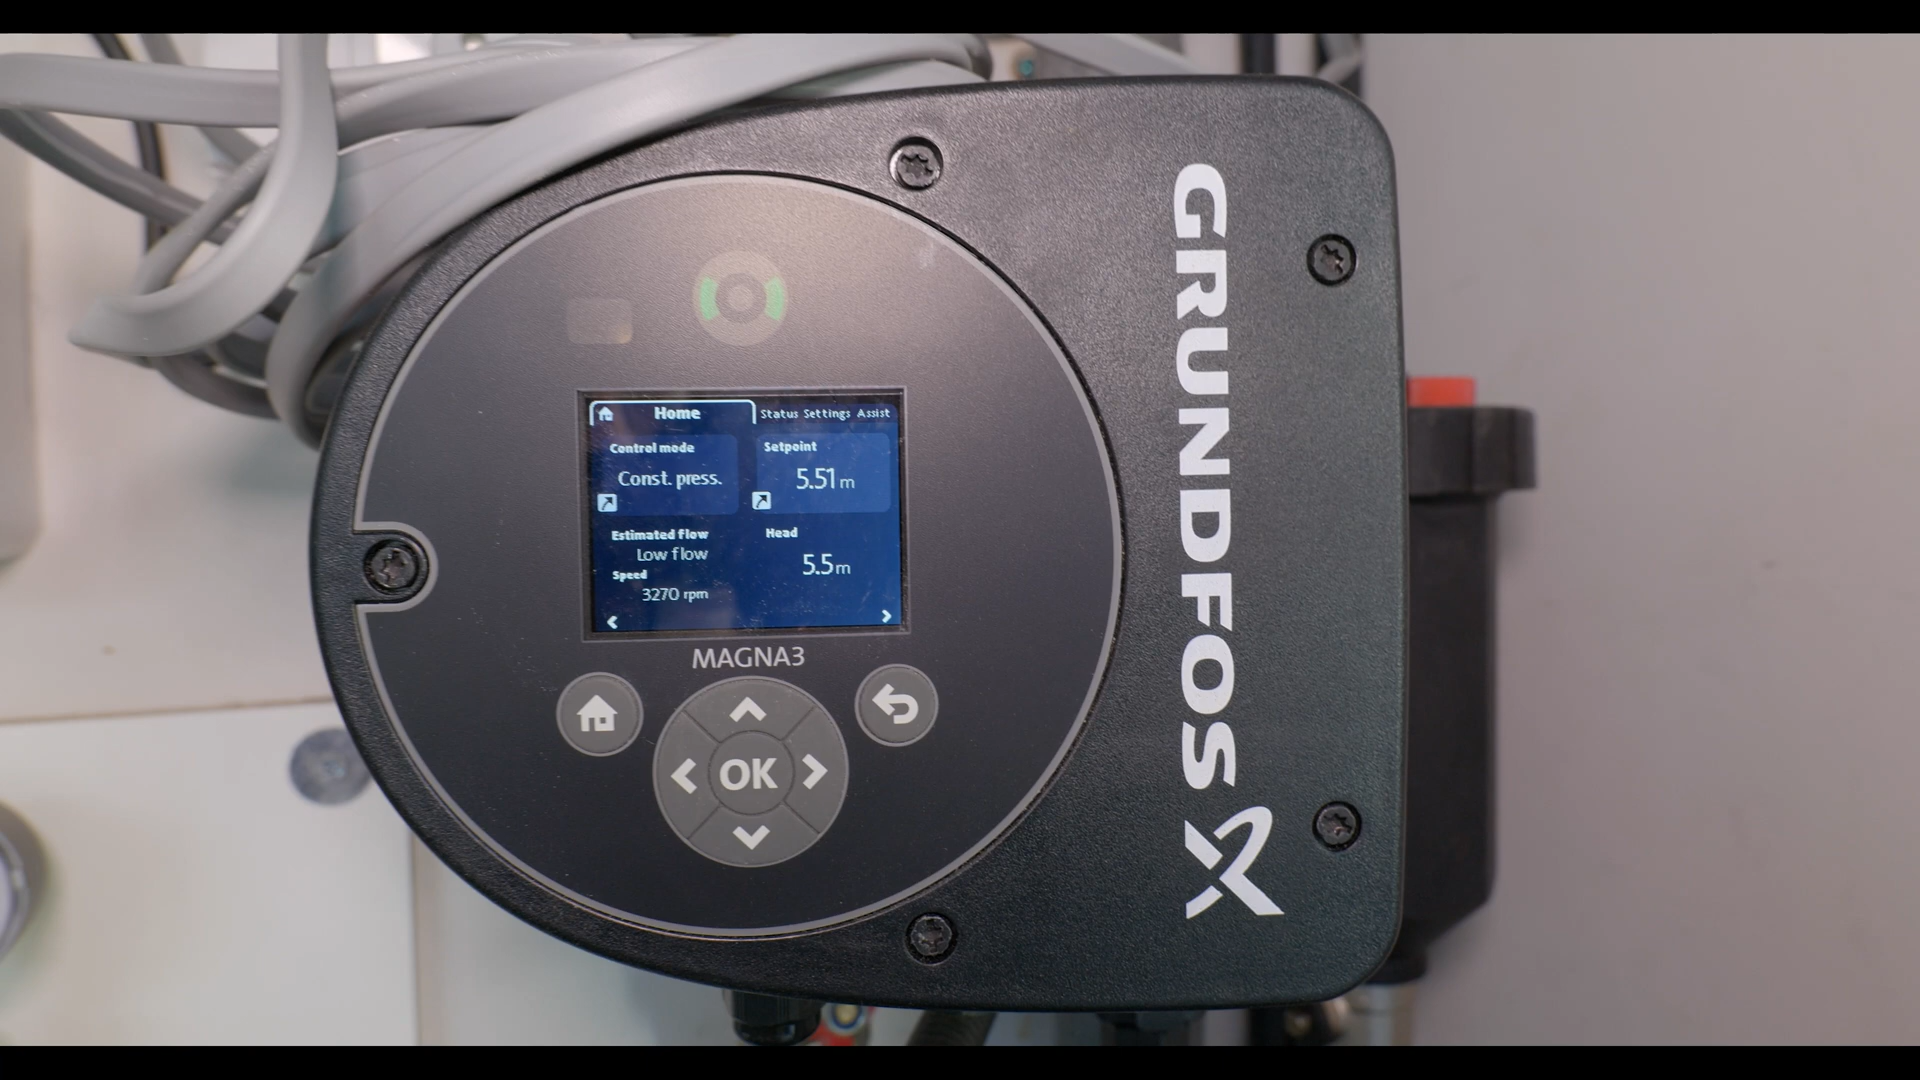 Home Status Settings Assist
Control mode
Const. press.
Setpoint
5.51 m
Estimated flow
Low flow
Speed
3270 rpm
Head
5.5 m
MAGNA3
OK
GRUNDFOS